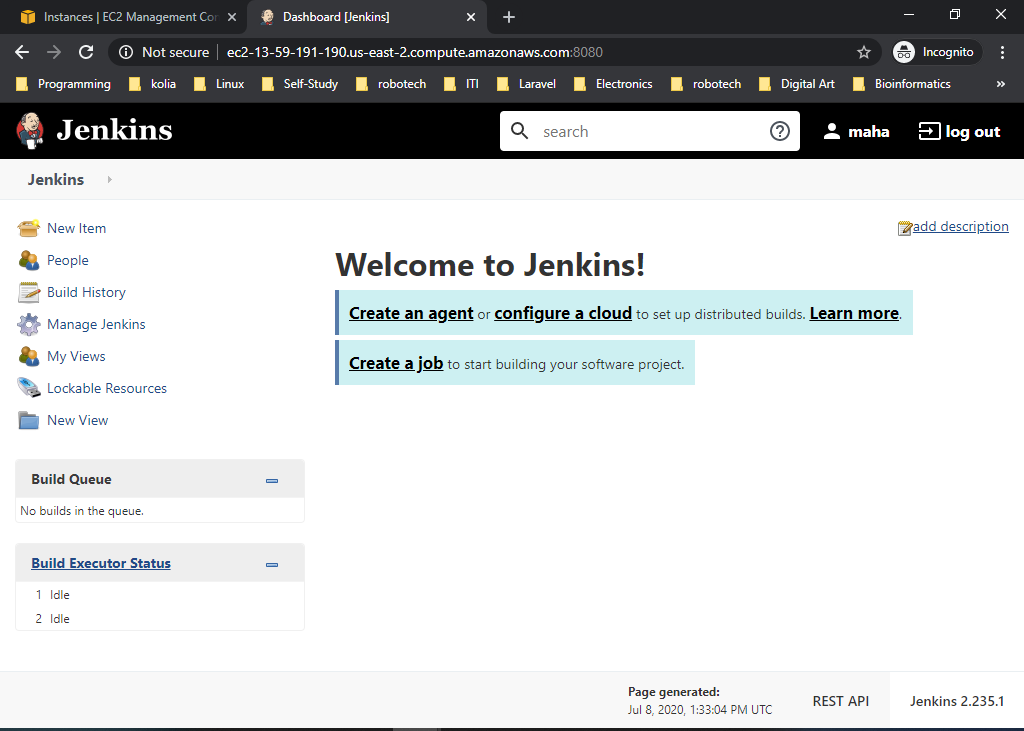 Instances | EC2 Management Con
Dashboard [Jenkins]
Not secure ec2-13-59-191-190.us-east-2.compute.amazonaws.com:8080
Incognito
Programming kolia Linux Self-Study robotech ITI Laravel Electronics robotech Digital Art Bioinformatics »
Jenkins
search
maha
log out
Jenkins
New Item
People
Build History
Manage Jenkins
My Views
Lockable Resources
New View
Build Queue
No builds in the queue.
Build Executor Status
1 Idle
2 Idle
add description
Welcome to Jenkins!
Create an agent or configure a cloud to set up distributed builds. Learn more.
Create a job to start building your software project.
Page generated:
Jul 8, 2020, 1:33:04 PM UTC
REST API
Jenkins 2.235.1